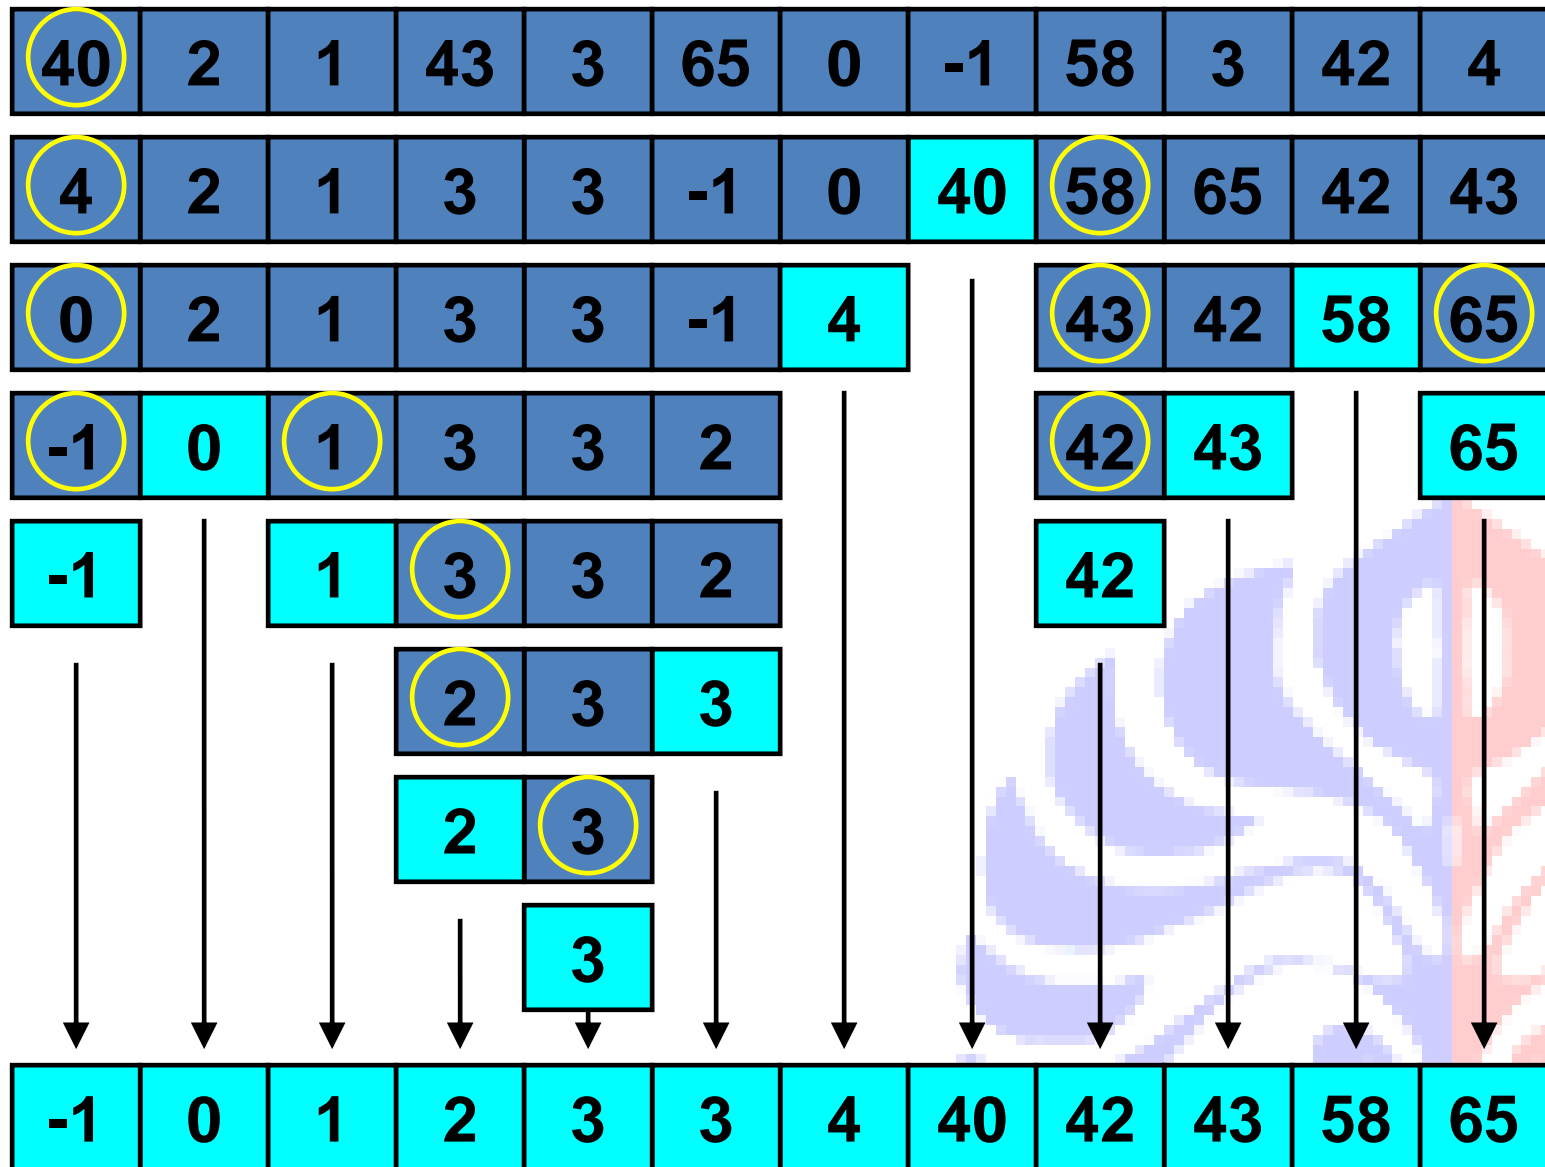 40 2 1 43 3 65 0 -1 58 3 42 4
4 2 1 3 3 -1 0 40 58 65 42 43
0 2 1 3 3 -1 4 43 42 58 65
-1 0 1 3 3 2 42 43 65
-1 1 3 3 2 42
2 3 3
2 3
3
-1 0 1 2 3 3 4 40 42 43 58 65